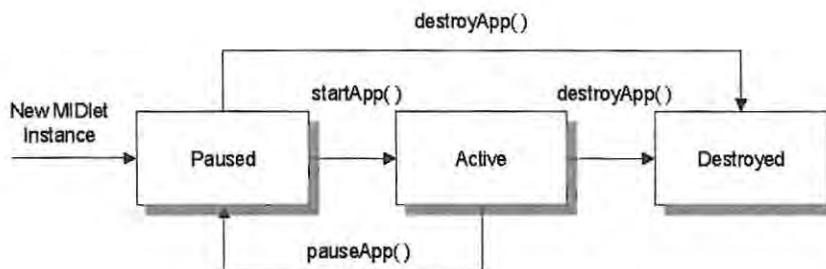 destroyApp( )
startApp( )
destroyApp( )
New MIDlet
Instance
Paused
Active
Destroyed
pauseApp( )